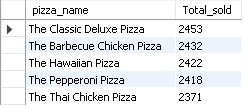 pizza_name Total_sold
The Classic Deluxe Pizza 2453
The Barbecue Chicken Pizza 2432
The Hawaiian Pizza 2422
The Pepperoni Pizza 2418
The Thai Chicken Pizza 2371